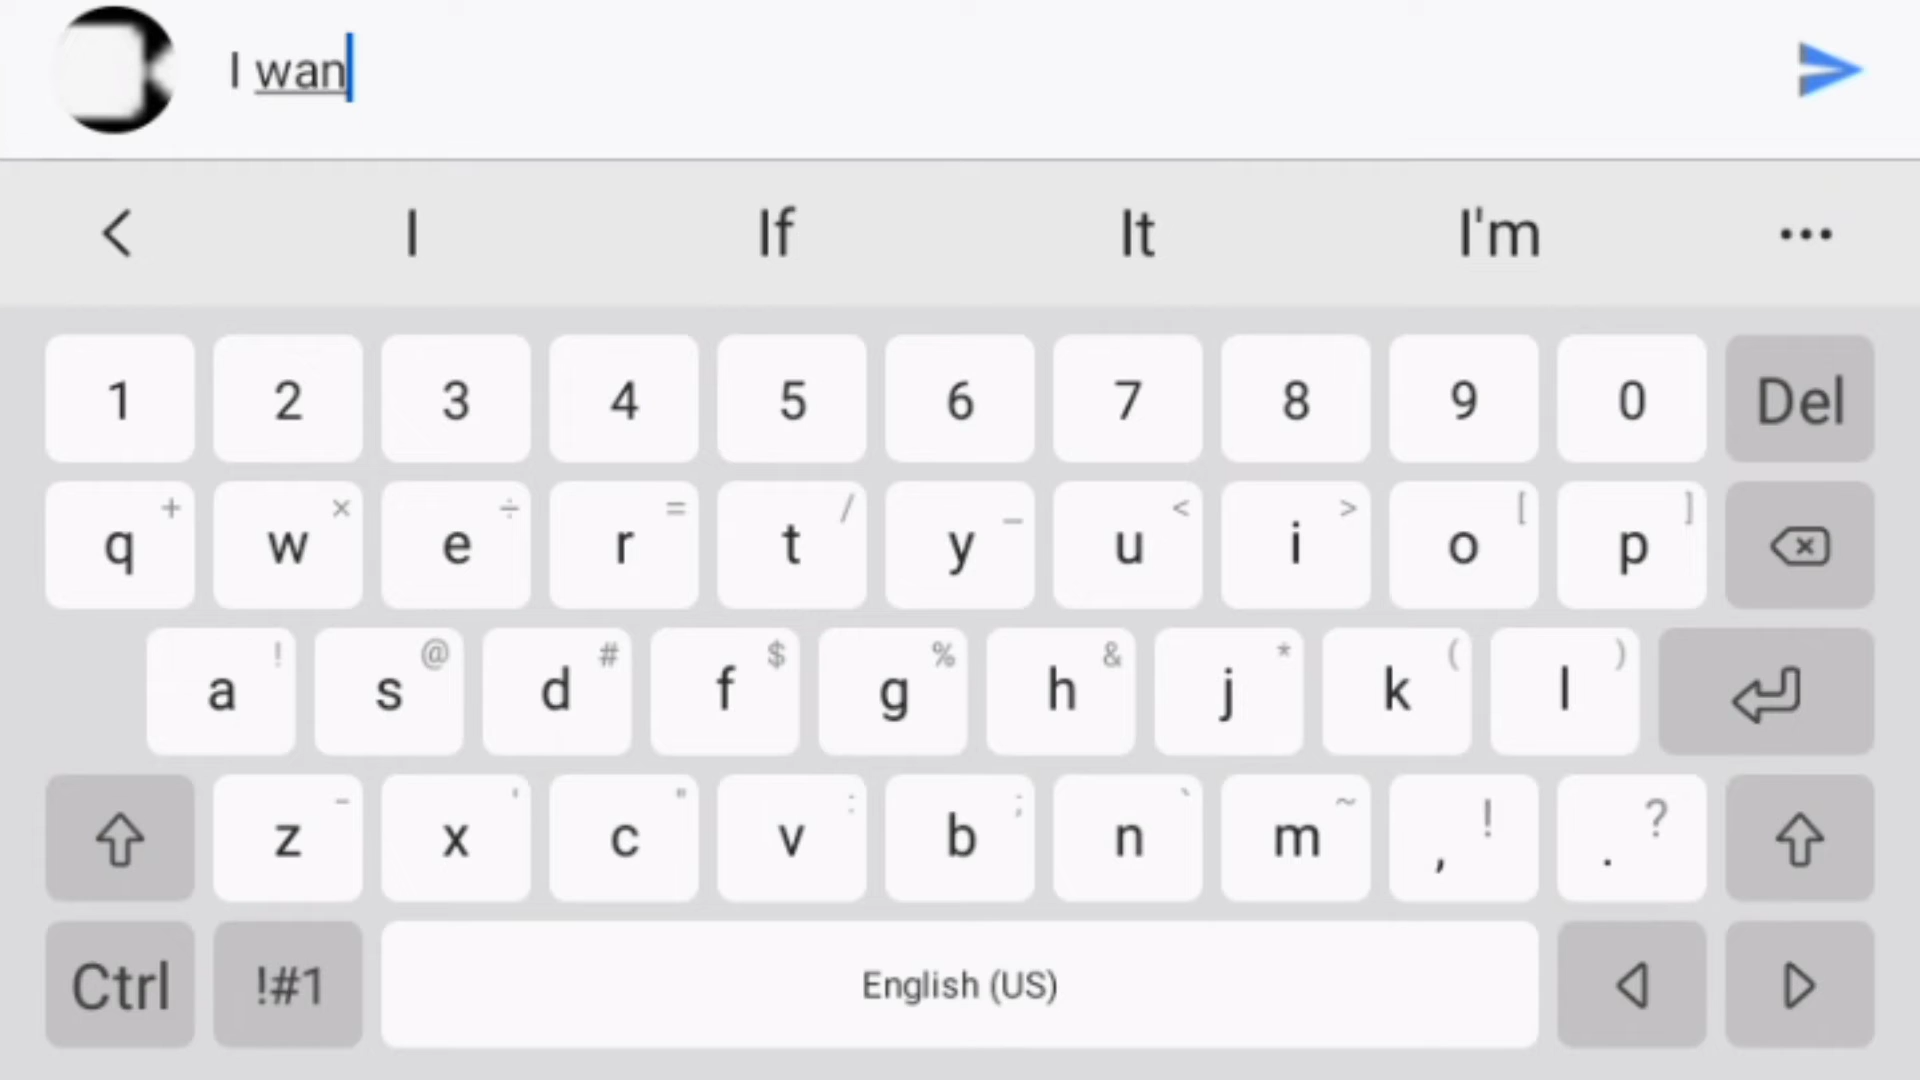 I wan
I If It I'm ...
1 2 3 4 5 6 7 8 9 0 Del
q + w × e ÷ r = t / y _ u < i > o [ p ]
a ! s @ d # f $ g % h & j * k ( l )
z - x ' c " v : b ; n ` m ~ , ! . ?
Ctrl !#1 English (US)